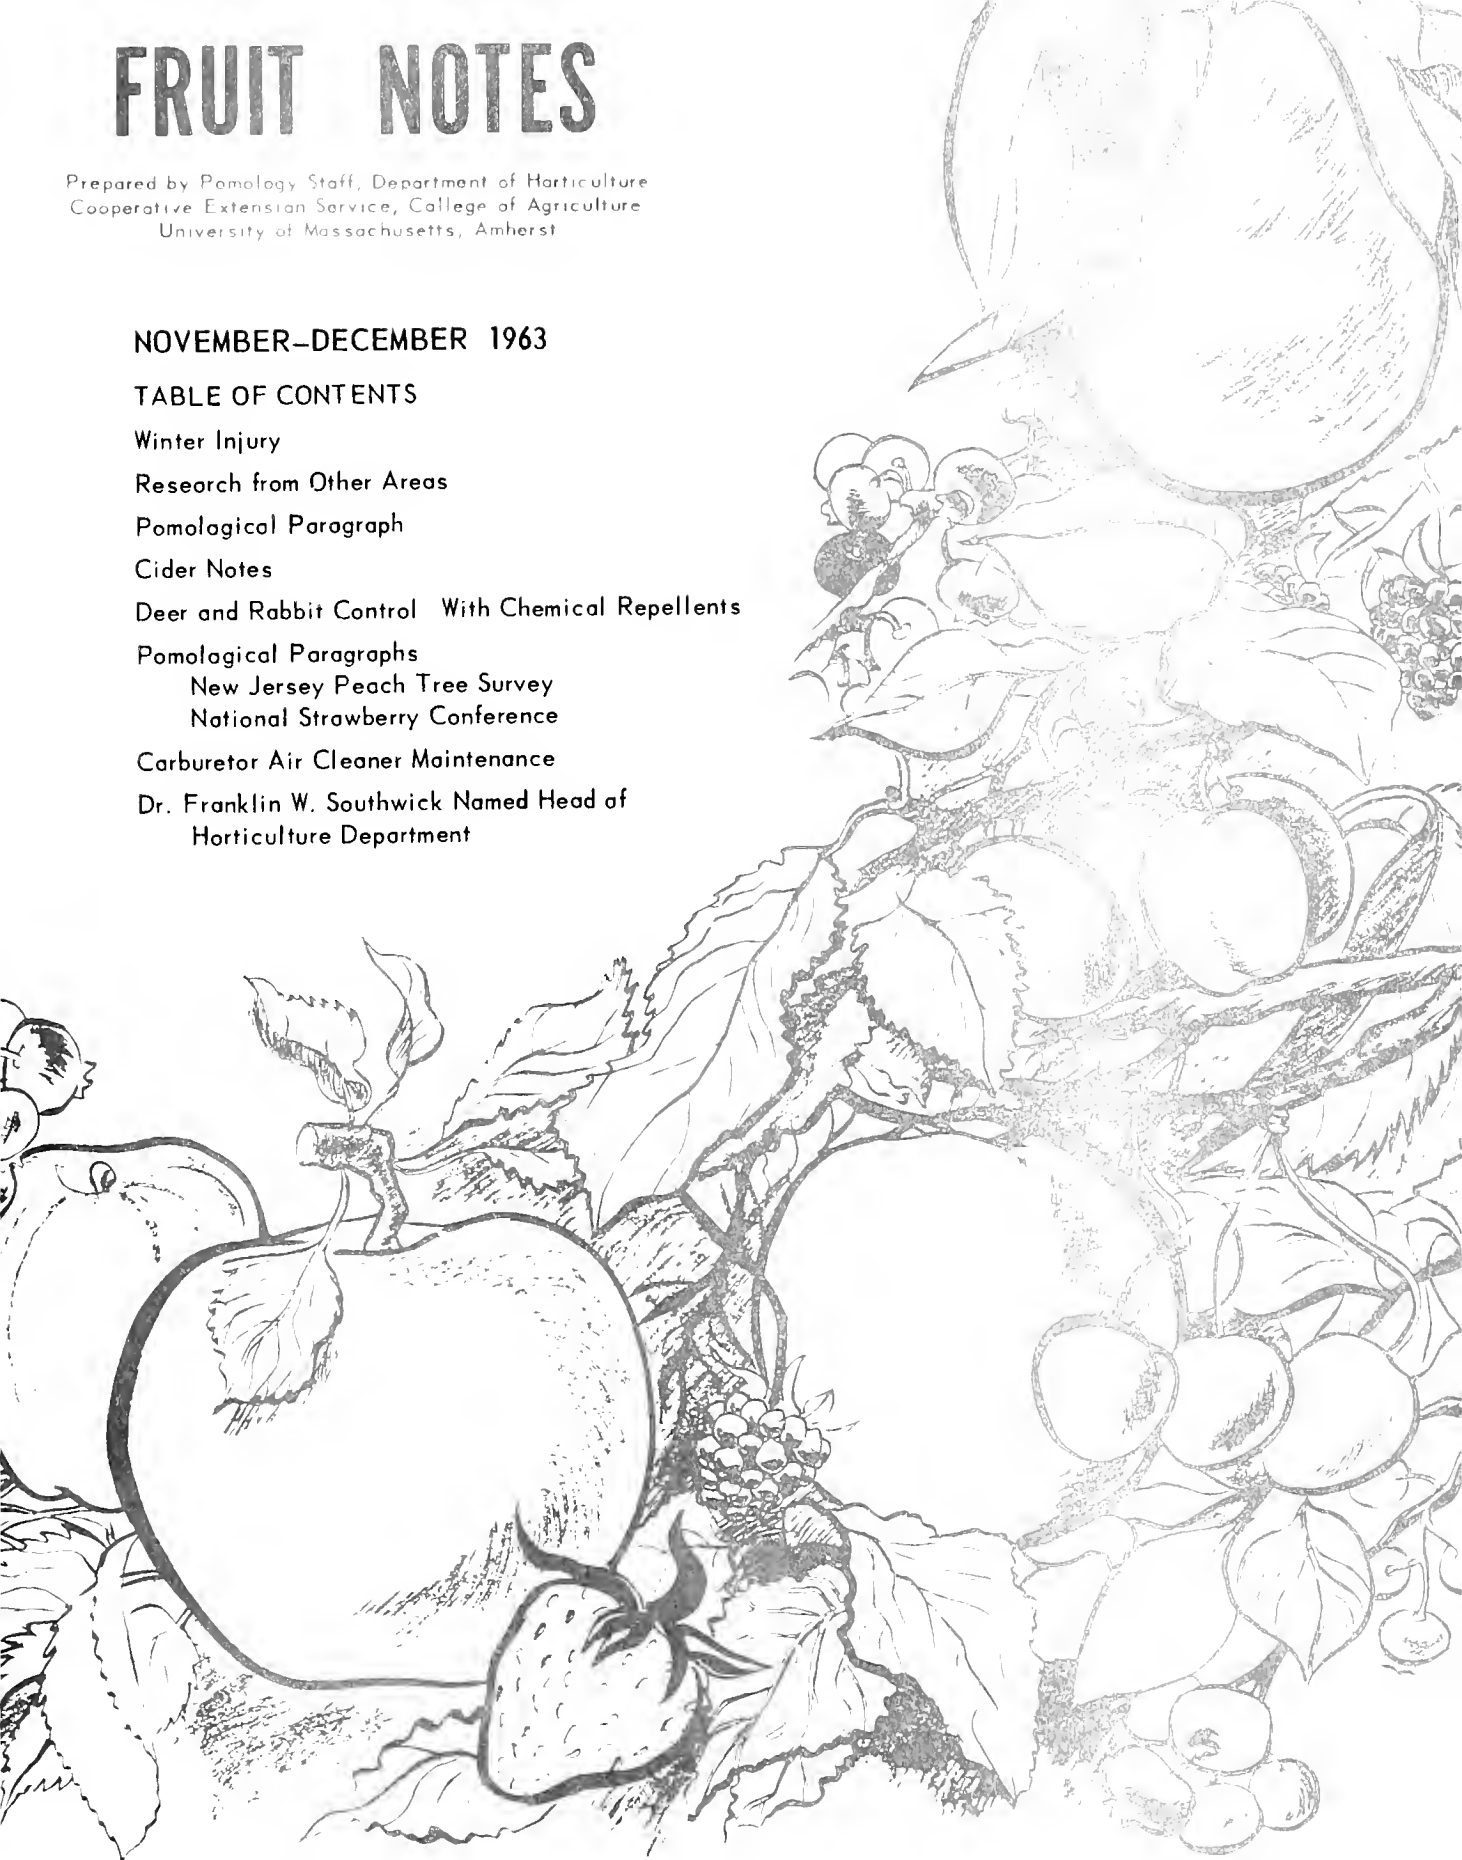 FRUIT NOTES
Prepared by Pomology Staff, Department of Horticulture
Cooperative Extension Service, College of Agriculture
University of Massachusetts, Amherst
NOVEMBER–DECEMBER 1963
TABLE OF CONTENTS
Winter Injury
Research from Other Areas
Pomological Paragraph
Cider Notes
Deer and Rabbit Control With Chemical Repellents
Pomological Paragraphs
New Jersey Peach Tree Survey
National Strawberry Conference
Carburetor Air Cleaner Maintenance
Dr. Franklin W. Southwick Named Head of
Horticulture Department